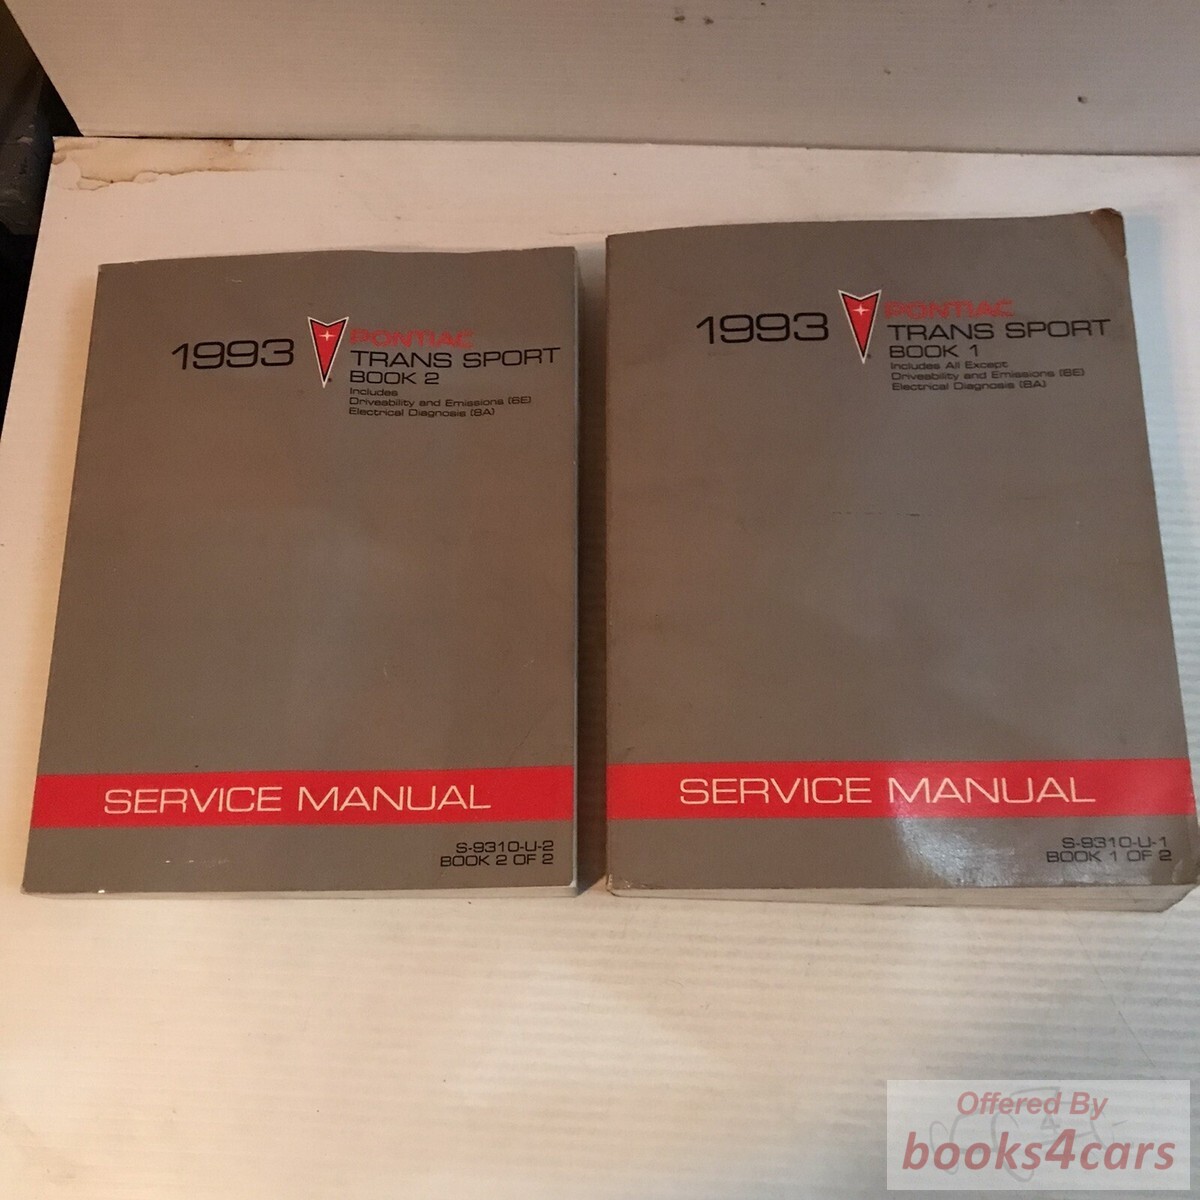 1993
PONTIAC
TRANS SPORT
BOOK 2
Includes
Driveability and Emissions (6E)
Electrical Diagnosis (8A)
SERVICE MANUAL
S-9310-U-2
BOOK 2 OF 2
1993
PONTIAC
TRANS SPORT
BOOK 1
Includes All Except
Driveability and Emissions (6E)
Electrical Diagnosis (8A)
SERVICE MANUAL
S-9310-U-1
BOOK 1 OF 2
Offered By
books4cars